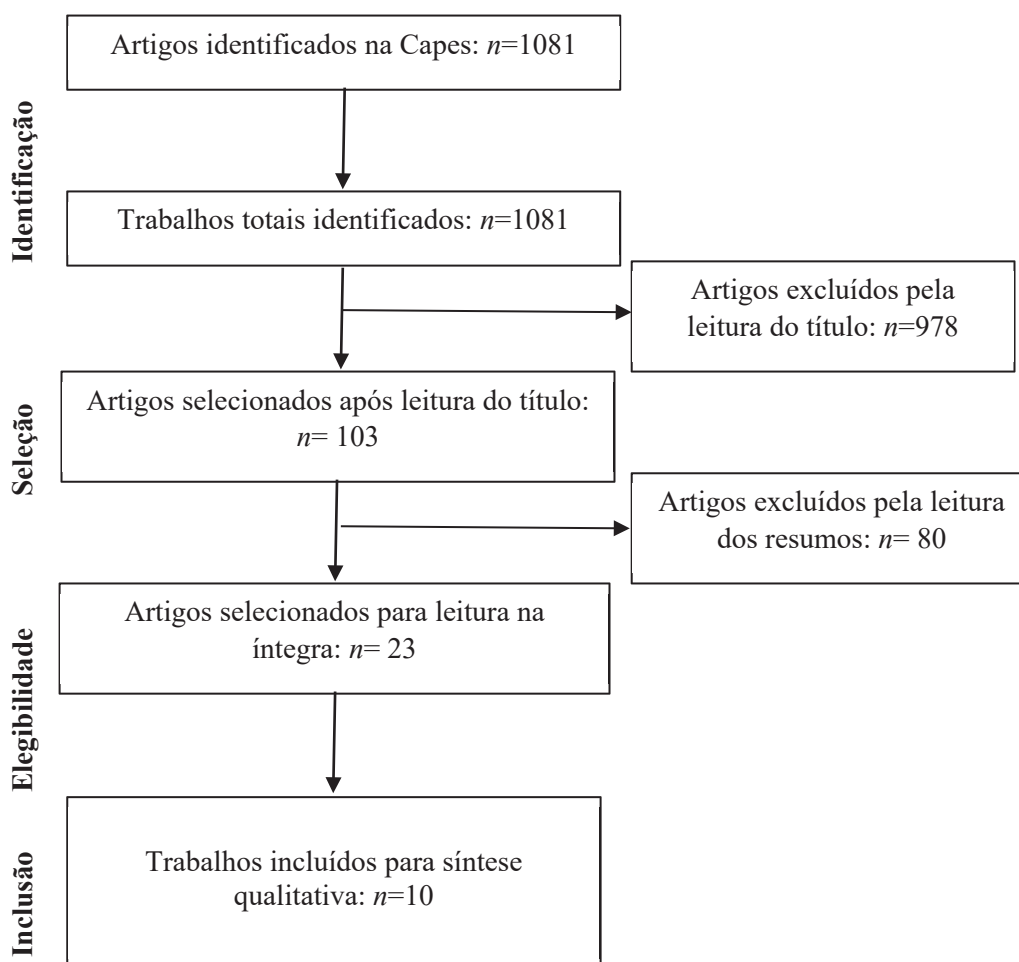 Identificação
Artigos identificados na Capes: n=1081
Trabalhos totais identificados: n=1081
Artigos excluídos pela
leitura do título: n=978
Seleção
Artigos selecionados após leitura do título:
n= 103
Artigos excluídos pela leitura
dos resumos: n= 80
Elegibilidade
Artigos selecionados para leitura na
íntegra: n= 23
Inclusão
Trabalhos incluídos para síntese
qualitativa: n=10